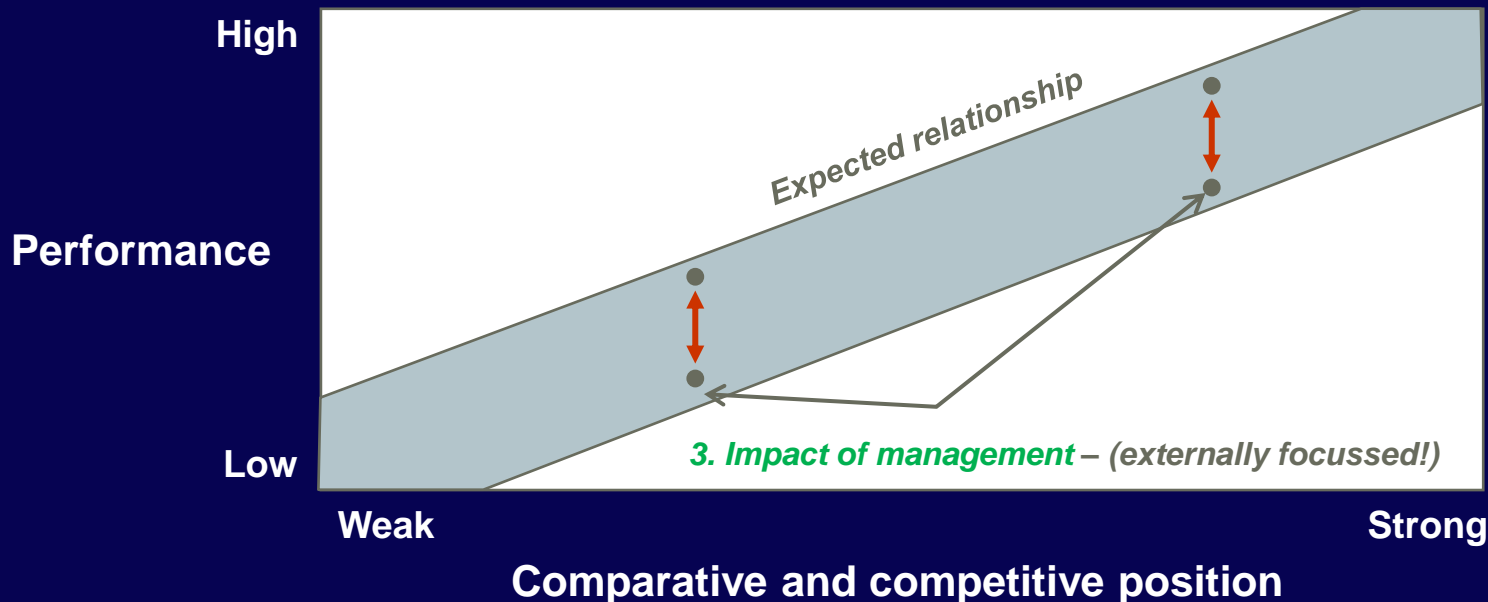 High
Expected relationship
Performance
3. Impact of management – (externally focussed!)
Low
Weak
Strong
Comparative and competitive position